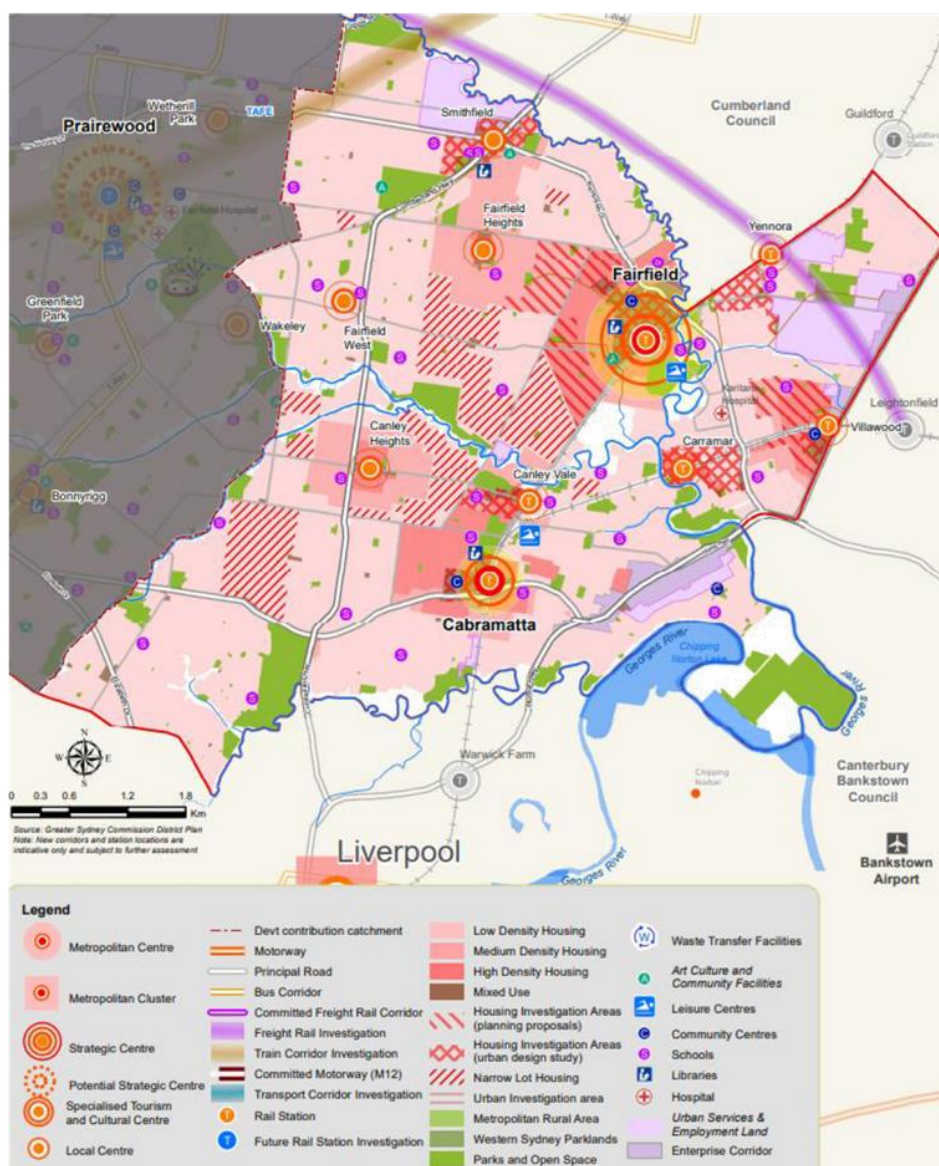 T-Way
T-Way
Cumberland
Council
Guildford
Wetherill
Park
TAFE
Smithfield
Prairewood
Fairfield Hospital
Cumberland Hwy
Fairfield
Heights
Yennora
Fairfield
Greenfield
Park
Wakeley
Fairfield
West
T-Way
Karitane
Hospital
Leightonfield
Villawood
Canley
Heights
Carramar
Canley Vale
Bonnyrigg
Cabramatta
Georges River
Chipping
Norton Lake
Elizabeth Dr
Georges
River
N
W
E
S
Warwick Farm
Chipping
Norton
Canterbury
Bankstown
Council
0 0.3 0.6 1.2 1.8
Km
Source: Greater Sydney Commission District Plan
Note: New corridors and station locations are
indicative only and subject to further assessment
Liverpool
Georges River
Bankstown
Airport
Legend
Metropolitan Centre
Metropolitan Cluster
Strategic Centre
Potential Strategic Centre
Specialised Tourism
and Cultural Centre
Local Centre
Devt contribution catchment
Motorway
Principal Road
Bus Corridor
Committed Freight Rail Corridor
Freight Rail Investigation
Train Corridor Investigation
Committed Motorway (M12)
Transport Corridor Investigation
T Rail Station
T Future Rail Station Investigation
Low Density Housing
Medium Density Housing
High Density Housing
Mixed Use
Housing Investigation Areas
(planning proposals)
Housing Investigation Areas
(urban design study)
Narrow Lot Housing
Urban Investigation area
Metropolitan Rural Area
Western Sydney Parklands
Parks and Open Space
W Waste Transfer Facilities
A Art Culture and
Community Facilities
Leisure Centres
C Community Centres
S Schools
Libraries
Hospital
Urban Services &
Employment Land
Enterprise Corridor